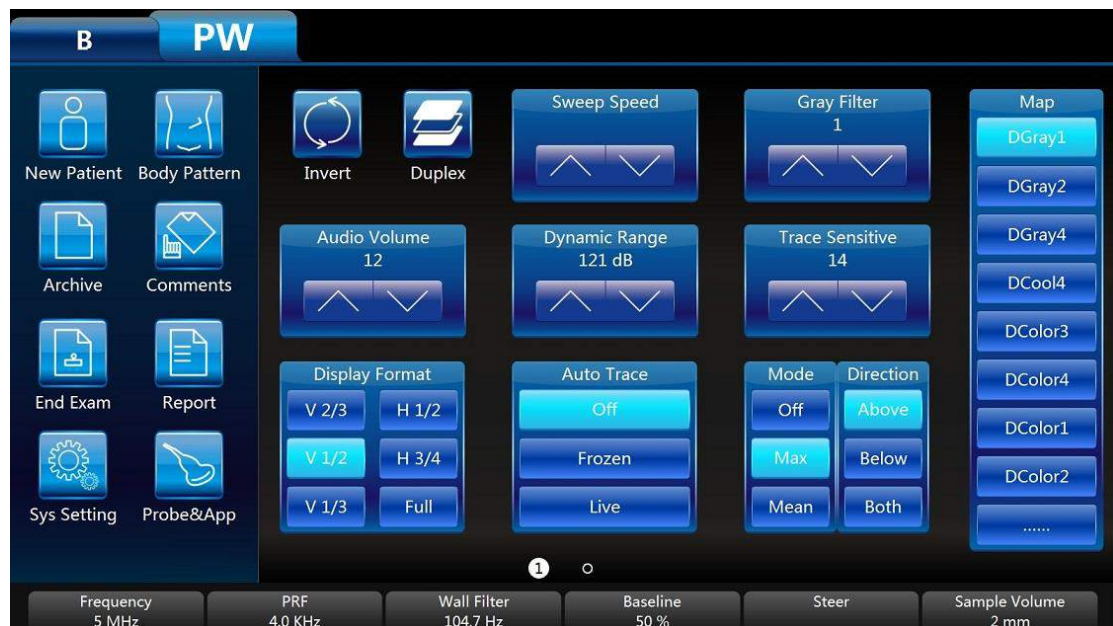 B
PW
New Patient
Body Pattern
Archive
Comments
End Exam
Report
Sys Setting
Probe&App
Invert
Duplex
Sweep Speed
Gray Filter
1
Audio Volume
12
Dynamic Range
121 dB
Trace Sensitive
14
Display Format
V 2/3
H 1/2
V 1/2
H 3/4
V 1/3
Full
Auto Trace
Off
Frozen
Live
Mode
Direction
Off
Above
Max
Below
Mean
Both
Map
DGray1
DGray2
DGray4
DCool4
DColor3
DColor4
DColor1
DColor2
......
1
Frequency
5 MHz
PRF
4.0 KHz
Wall Filter
104.7 Hz
Baseline
50 %
Steer
Sample Volume
2 mm